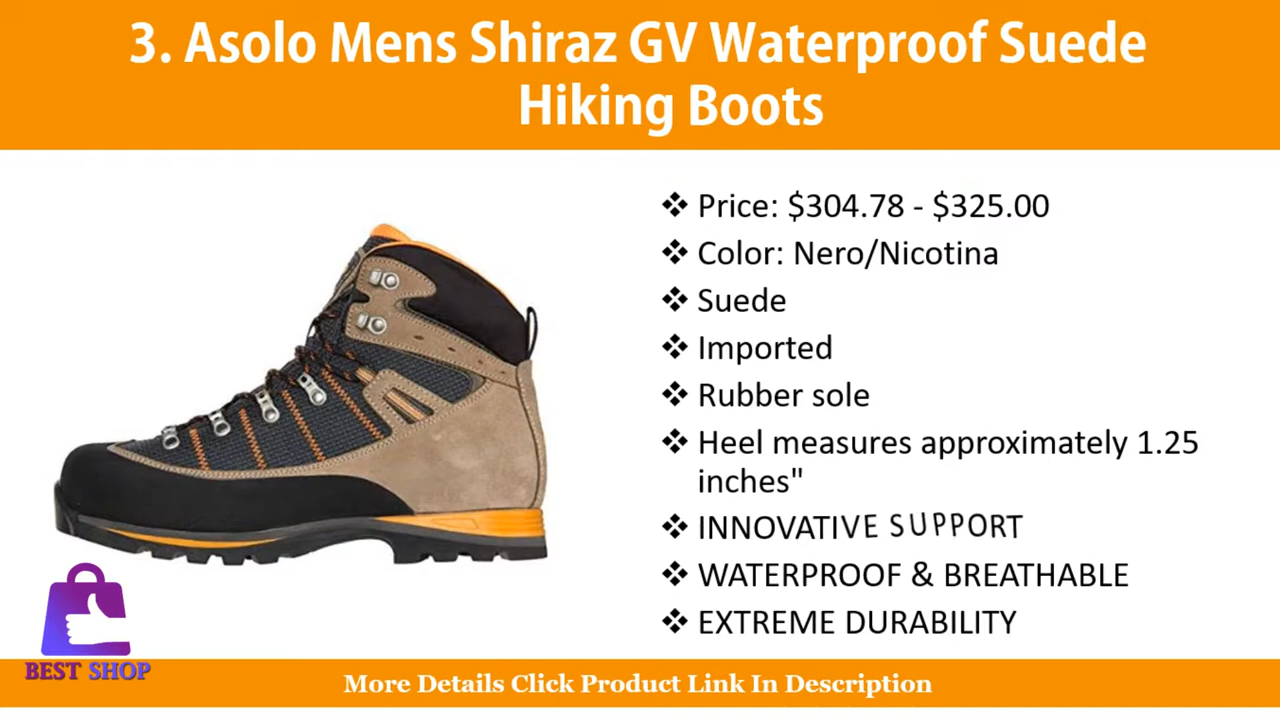 3. Asolo Mens Shiraz GV Waterproof Suede
Hiking Boots
❖ Price: $304.78 - $325.00
❖ Color: Nero/Nicotina
❖ Suede
❖ Imported
❖ Rubber sole
❖ Heel measures approximately 1.25
inches"
❖ INNOVATIVE SUPPORT
❖ WATERPROOF & BREATHABLE
❖ EXTREME DURABILITY
BEST SHOP
More Details Click Product Link In Description